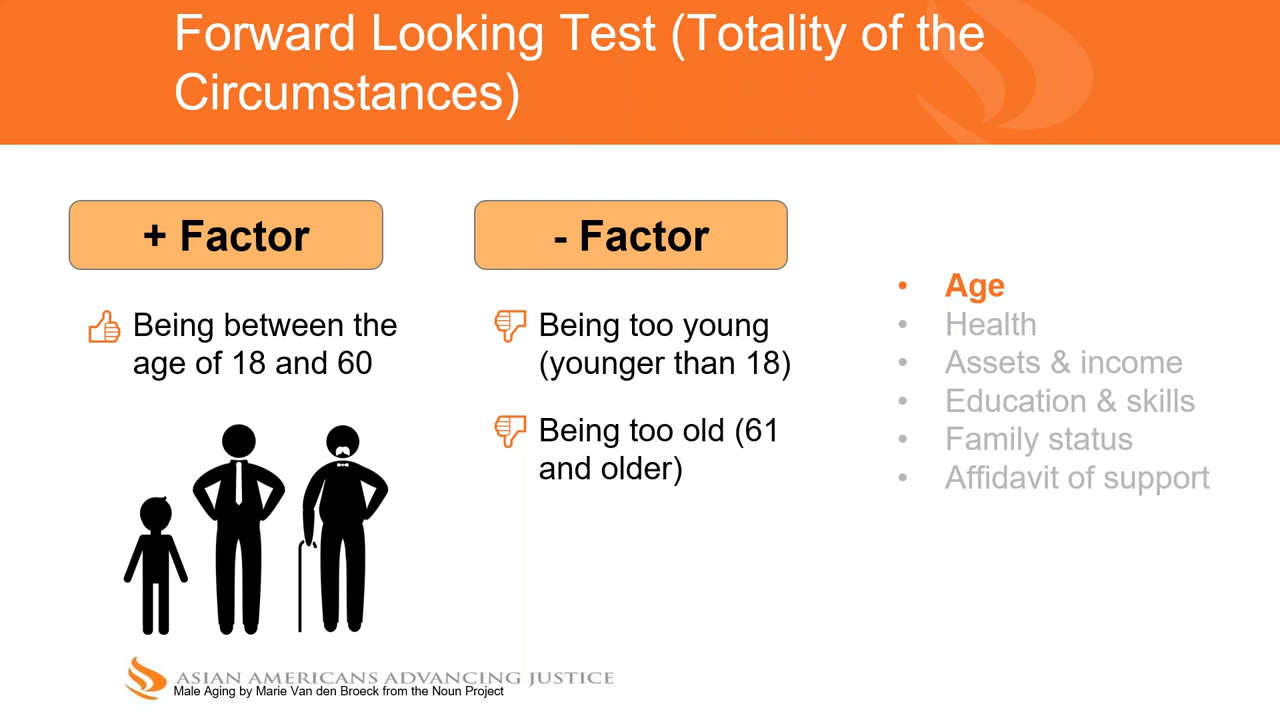 Forward Looking Test (Totality of the
Circumstances)
+ Factor
Being between the
age of 18 and 60
- Factor
Being too young
(younger than 18)
Being too old (61
and older)
• Age
• Health
• Assets & income
• Education & skills
• Family status
• Affidavit of support
ASIAN AMERICANS ADVANCING JUSTICE
Male Aging by Marie Van den Broeck from the Noun Project